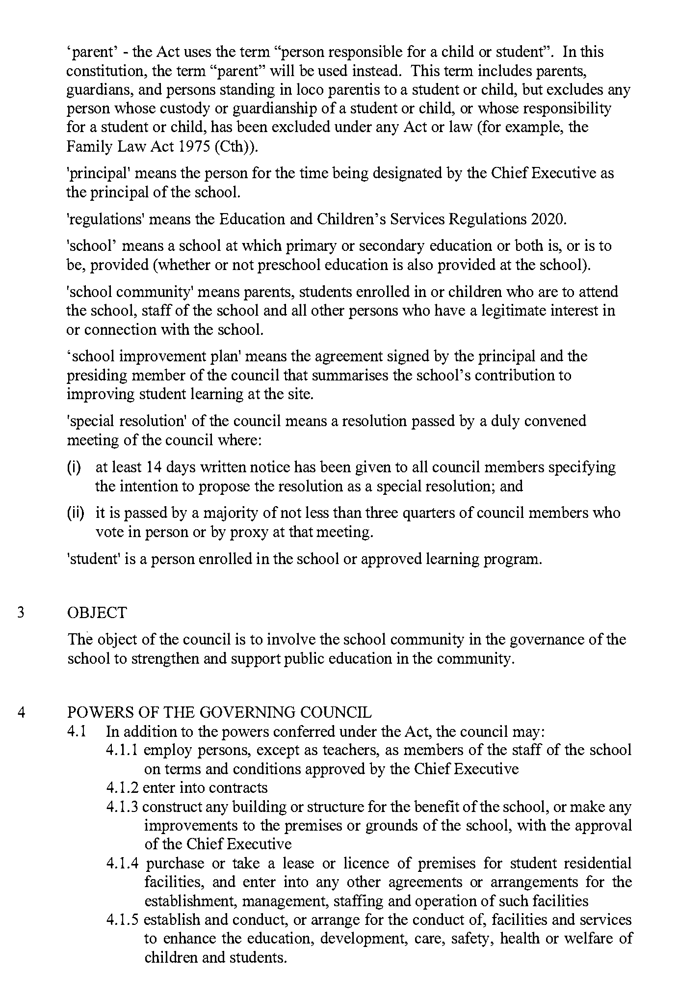 ‘parent’ - the Act uses the term “person responsible for a child or student”.  In this
constitution, the term “parent” will be used instead.  This term includes parents,
guardians, and persons standing in loco parentis to a student or child, but excludes any
person whose custody or guardianship of a student or child, or whose responsibility
for a student or child, has been excluded under any Act or law (for example, the
Family Law Act 1975 (Cth)).
'principal' means the person for the time being designated by the Chief Executive as
the principal of the school.
'regulations' means the Education and Children’s Services Regulations 2020.
'school’ means a school at which primary or secondary education or both is, or is to
be, provided (whether or not preschool education is also provided at the school).
'school community' means parents, students enrolled in or children who are to attend
the school, staff of the school and all other persons who have a legitimate interest in
or connection with the school.
‘school improvement plan' means the agreement signed by the principal and the
presiding member of the council that summarises the school’s contribution to
improving student learning at the site.
'special resolution' of the council means a resolution passed by a duly convened
meeting of the council where:
(i) at least 14 days written notice has been given to all council members specifying
the intention to propose the resolution as a special resolution; and
(ii) it is passed by a majority of not less than three quarters of council members who
vote in person or by proxy at that meeting.
'student' is a person enrolled in the school or approved learning program.
3 OBJECT
The object of the council is to involve the school community in the governance of the
school to strengthen and support public education in the community.
4 POWERS OF THE GOVERNING COUNCIL
4.1 In addition to the powers conferred under the Act, the council may:
4.1.1 employ persons, except as teachers, as members of the staff of the school
on terms and conditions approved by the Chief Executive
4.1.2 enter into contracts
4.1.3 construct any building or structure for the benefit of the school, or make any
improvements to the premises or grounds of the school, with the approval
of the Chief Executive
4.1.4 purchase or take a lease or licence of premises for student residential
facilities, and enter into any other agreements or arrangements for the
establishment, management, staffing and operation of such facilities
4.1.5 establish and conduct, or arrange for the conduct of, facilities and services
to enhance the education, development, care, safety, health or welfare of
children and students.